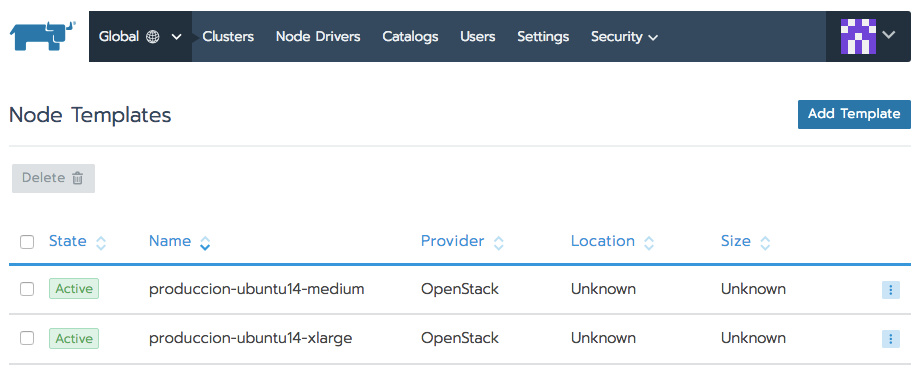 Global Clusters Node Drivers Catalogs Users Settings Security
Node Templates Add Template
Delete
State Name Provider Location Size
Active produccion-ubuntu14-medium OpenStack Unknown Unknown
Active produccion-ubuntu14-xlarge OpenStack Unknown Unknown